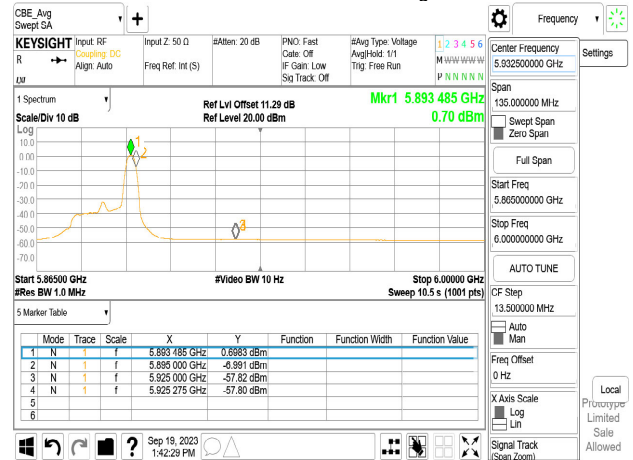 CBE_Avg
Swept SA
Frequency
KEYSIGHT
R
Input: RF
Coupling: DC
Align: Auto
Input Z: 50 Ω
Freq Ref: Int (S)
#Atten: 20 dB
PNO: Fast
Gate: Off
IF Gain: Low
Sig Track: Off
#Avg Type: Voltage
Avg|Hold: 1/1
Trig: Free Run
1 2 3 4 5 6
M W W W W W
P N N N N N
1 Spectrum
Scale/Div 10 dB
Ref Lvl Offset 11.29 dB
Ref Level 20.00 dBm
Mkr1 5.893 485 GHz
0.70 dBm
Log
10.0
0.00
-10.0
-20.0
-30.0
-40.0
-50.0
-60.0
-70.0
1
2
3
Start 5.86500 GHz
#Video BW 10 Hz
Stop 6.00000 GHz
#Res BW 1.0 MHz
Sweep 10.5 s (1001 pts)
5 Marker Table
Mode Trace Scale X Y Function Function Width Function Value
1 N 1 f 5.893 485 GHz 0.6983 dBm
2 N 1 f 5.895 000 GHz -6.991 dBm
3 N 1 f 5.925 000 GHz -57.82 dBm
4 N 1 f 5.925 275 GHz -57.80 dBm
5
6
?
Sep 19, 2023
1:42:29 PM
Center Frequency
5.932500000 GHz
Settings
Span
135.000000 MHz
Swept Span
Zero Span
Full Span
Start Freq
5.865000000 GHz
Stop Freq
6.000000000 GHz
AUTO TUNE
CF Step
13.500000 MHz
Auto
Man
Freq Offset
0 Hz
X Axis Scale
Log
Lin
Signal Track
(Span Zoom)
Local
Prototype
Limited
Sale
Allowed